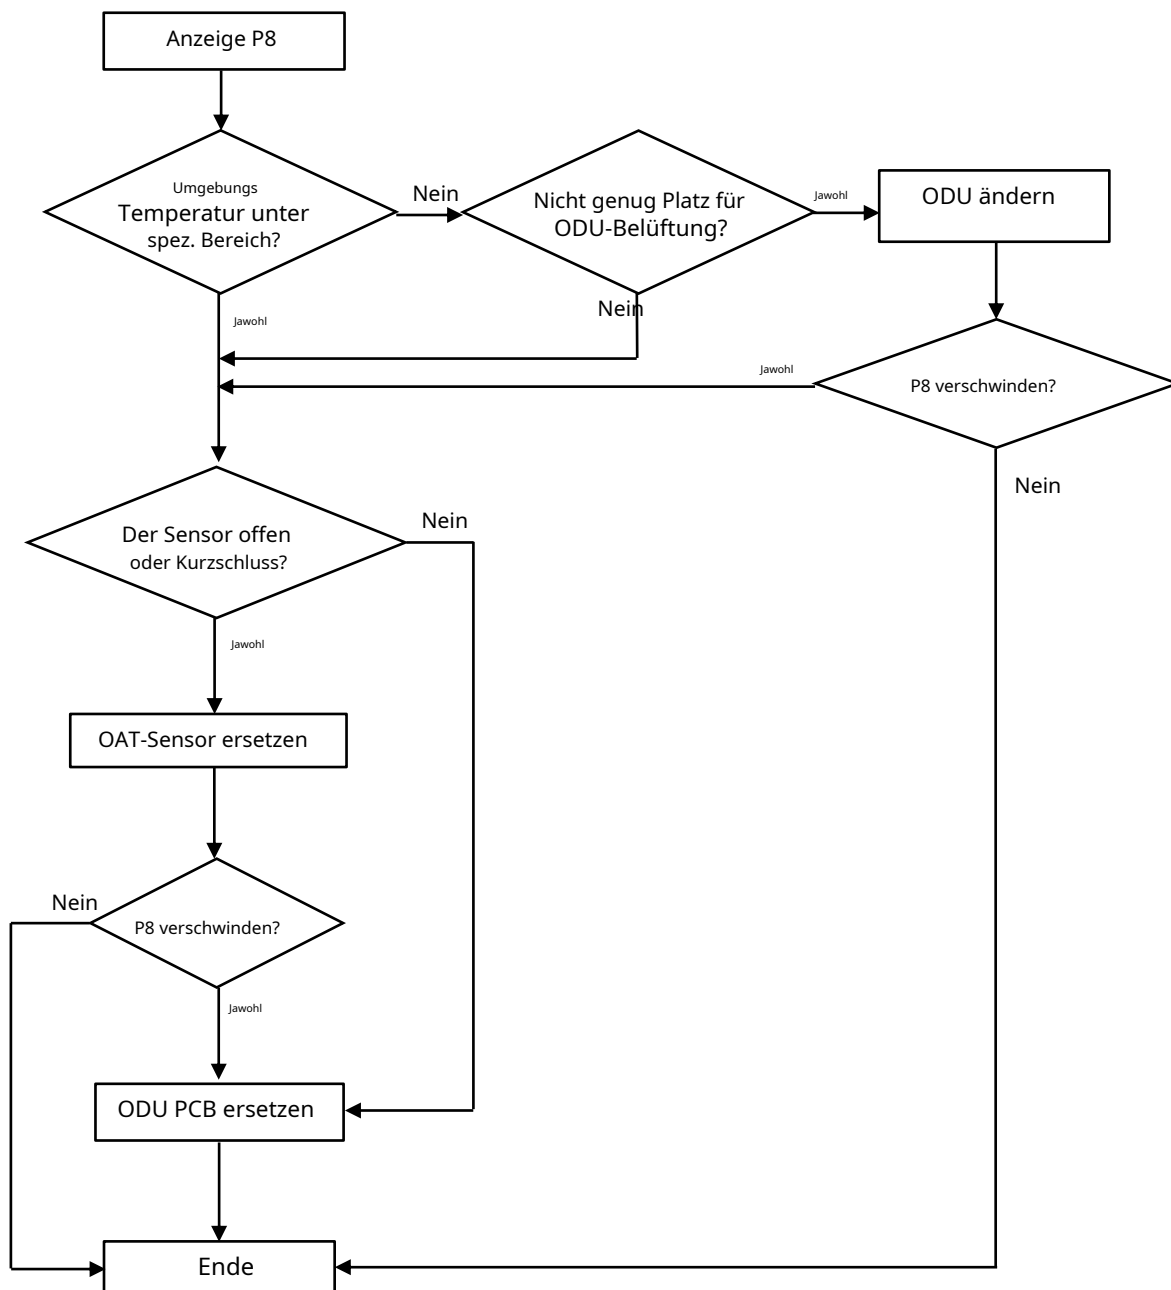 Anzeige P8
Umgebungs
Temperatur unter
spez. Bereich?
Nein
Nicht genug Platz für
ODU-Belüftung?
Jawohl
ODU ändern
Nein
Jawohl
Jawohl
P8 verschwinden?
Nein
Der Sensor offen
oder Kurzschluss?
Nein
Jawohl
OAT-Sensor ersetzen
Nein
P8 verschwinden?
Jawohl
ODU PCB ersetzen
Ende